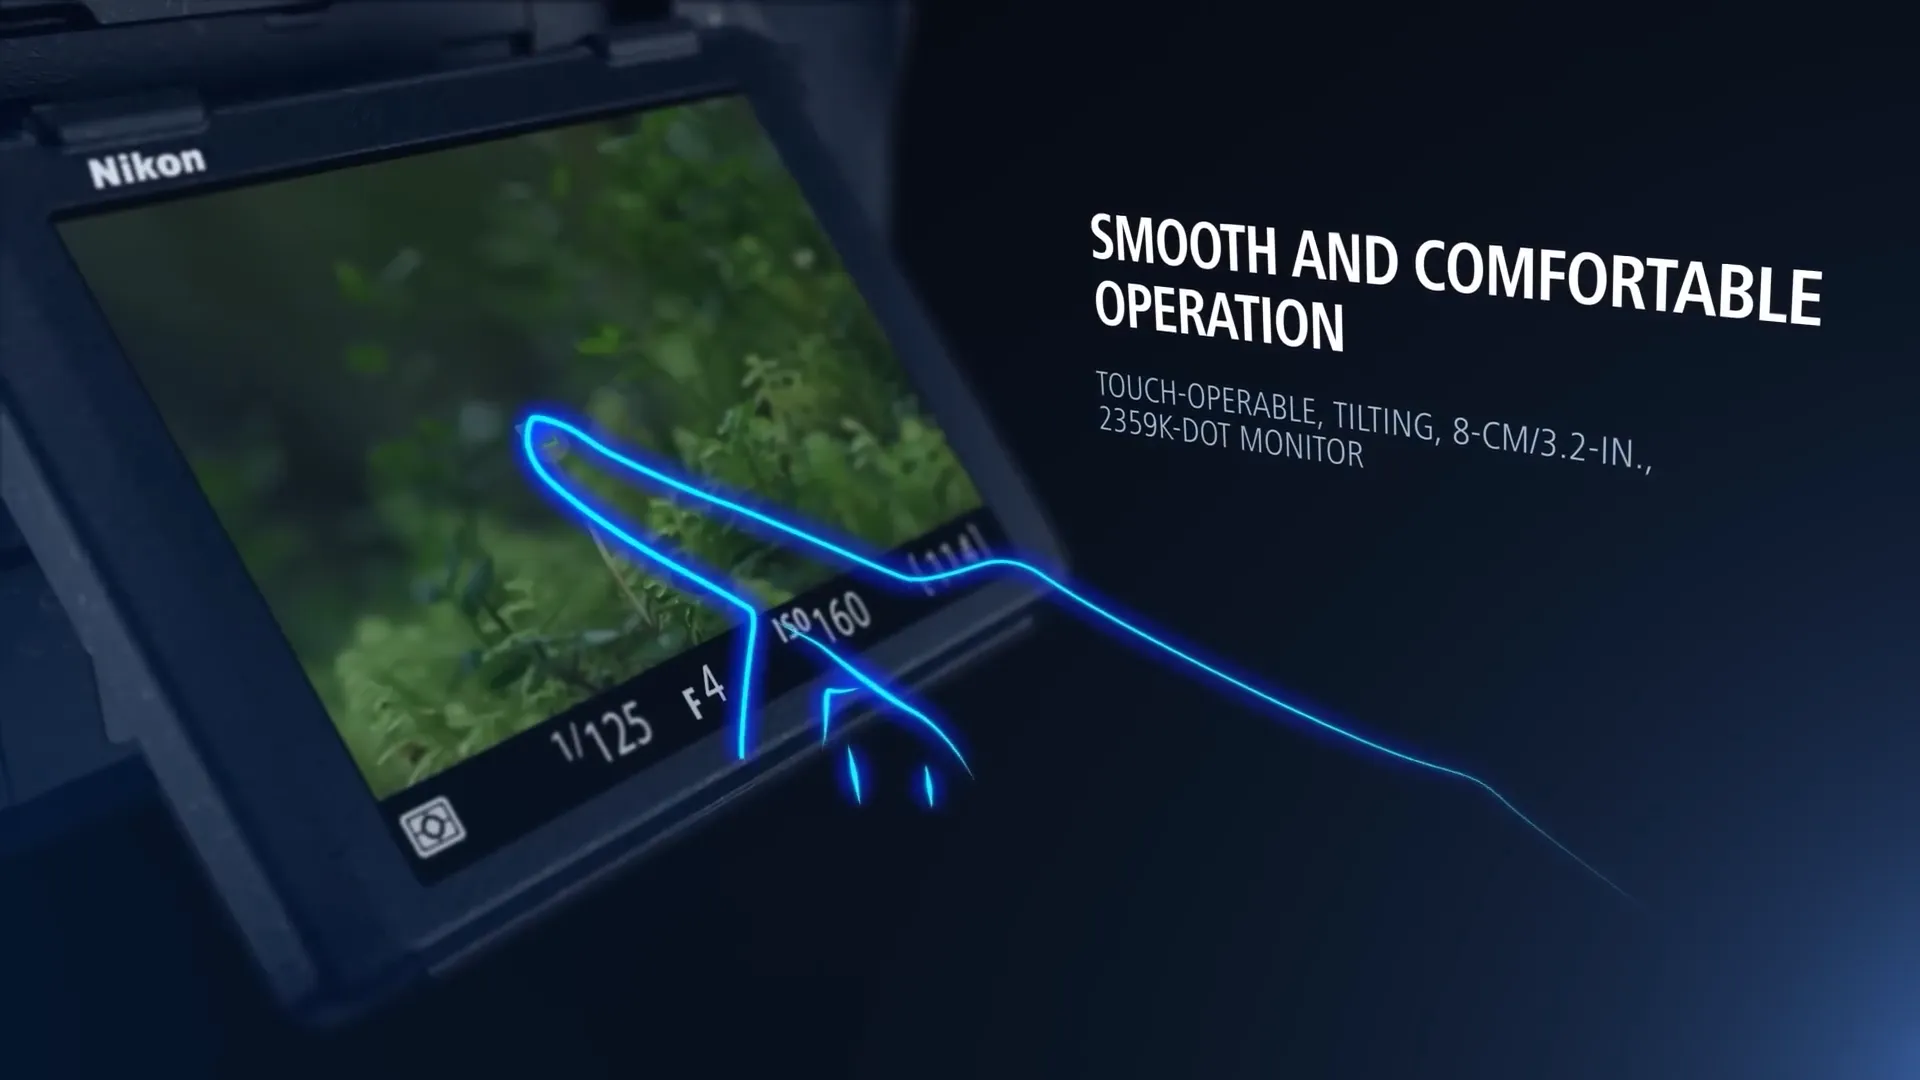 Nikon
SMOOTH AND COMFORTABLE
OPERATION
TOUCH-OPERABLE, TILTING, 8-CM/3.2-IN.,
2359K-DOT MONITOR
1/125 F4 ISO 160 [114]